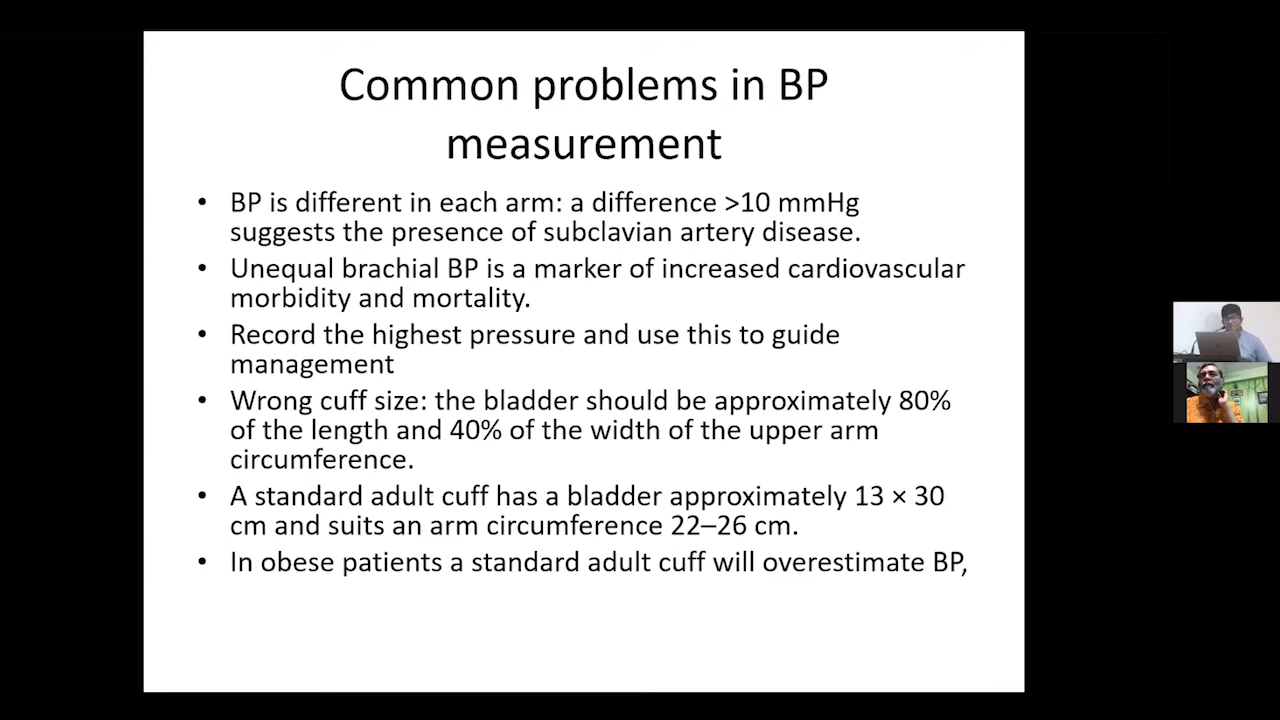 Common problems in BP
measurement
• BP is different in each arm: a difference >10 mmHg
suggests the presence of subclavian artery disease.
• Unequal brachial BP is a marker of increased cardiovascular
morbidity and mortality.
• Record the highest pressure and use this to guide
management
• Wrong cuff size: the bladder should be approximately 80%
of the length and 40% of the width of the upper arm
circumference.
• A standard adult cuff has a bladder approximately 13 × 30
cm and suits an arm circumference 22–26 cm.
• In obese patients a standard adult cuff will overestimate BP,